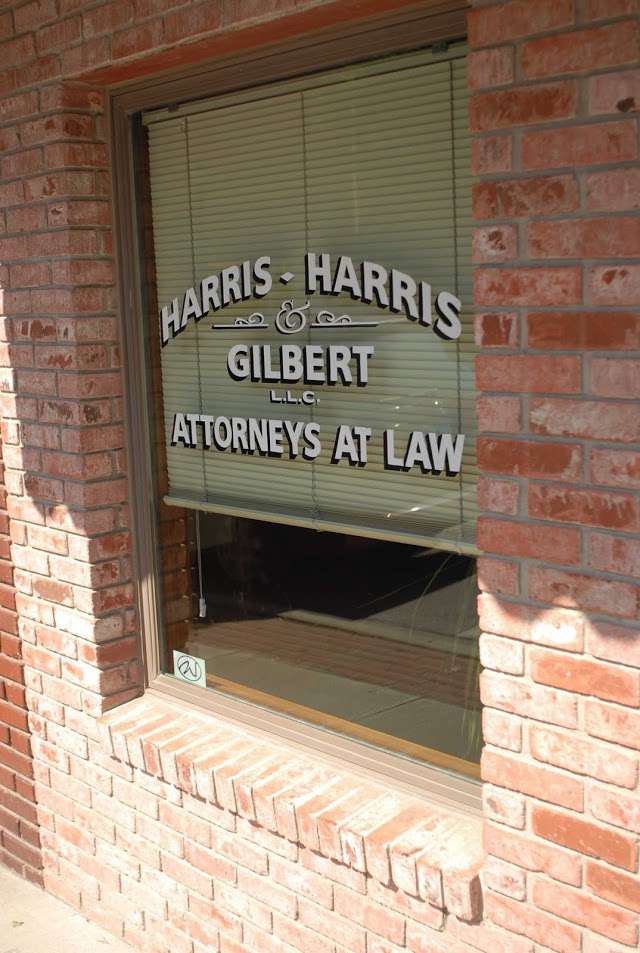 HARRIS - HARRIS
&
GILBERT
L.L.C.
ATTORNEYS AT LAW